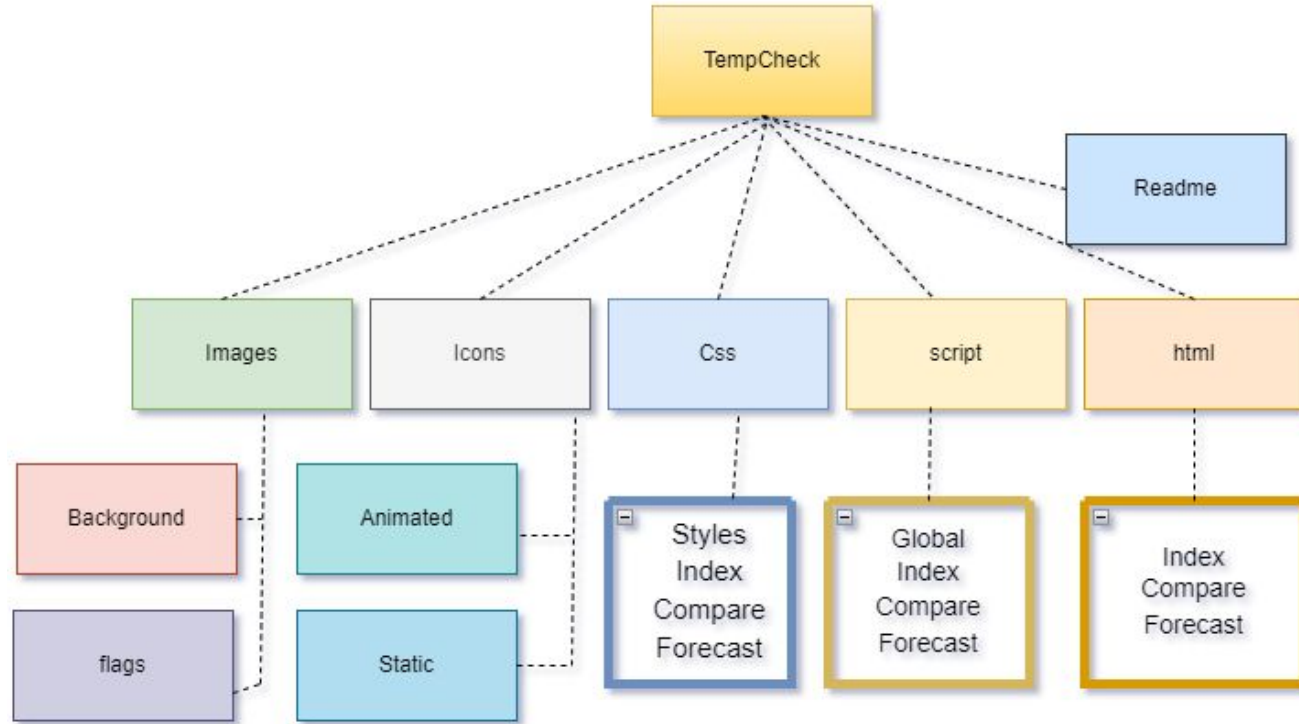 TempCheck
Readme
Images
Icons
Css
script
html
Background
Animated
flags
Static
Styles
Index
Compare
Forecast
Global
Index
Compare
Forecast
Index
Compare
Forecast